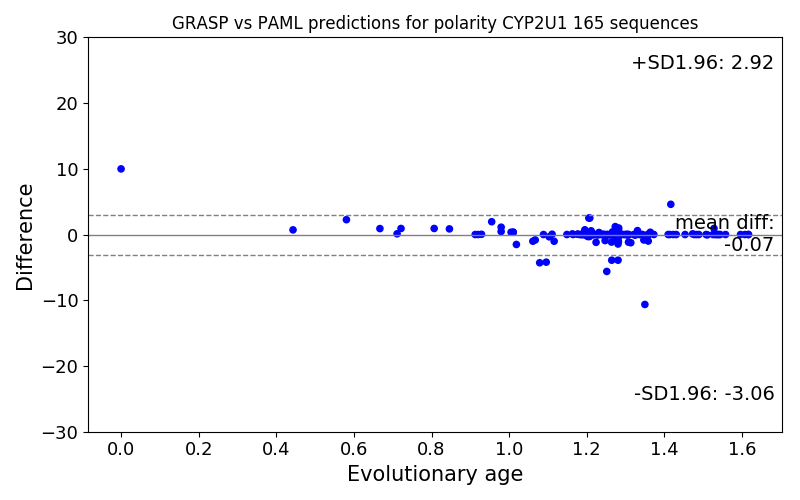 GRASP vs PAML predictions for polarity CYP2U1 165 sequences
30
+SD1.96: 2.92
20
10
mean diff:
0
-0.07
Difference
−10
−20
-SD1.96: -3.06
−30
0.0 0.2 0.4 0.6 0.8 1.0 1.2 1.4 1.6
Evolutionary age